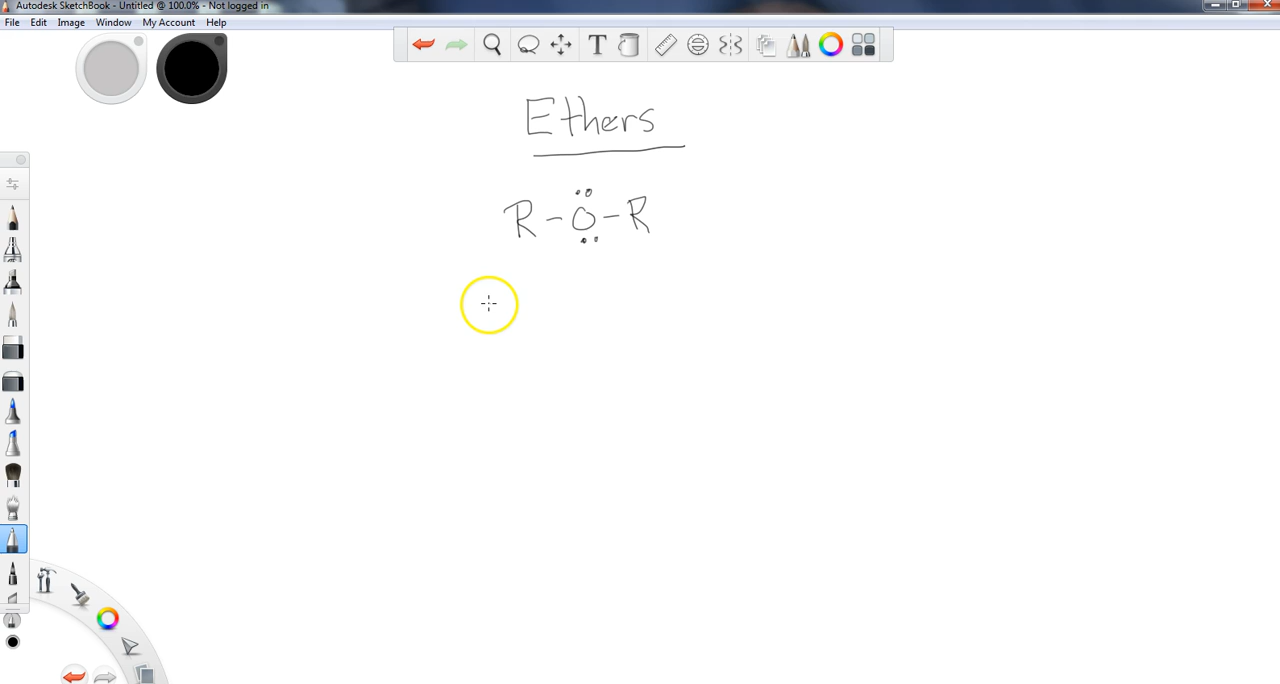 Autodesk SketchBook - Untitled @ 100.0% - Not logged in
File Edit Image Window My Account Help
T
Ethers
R-O-R